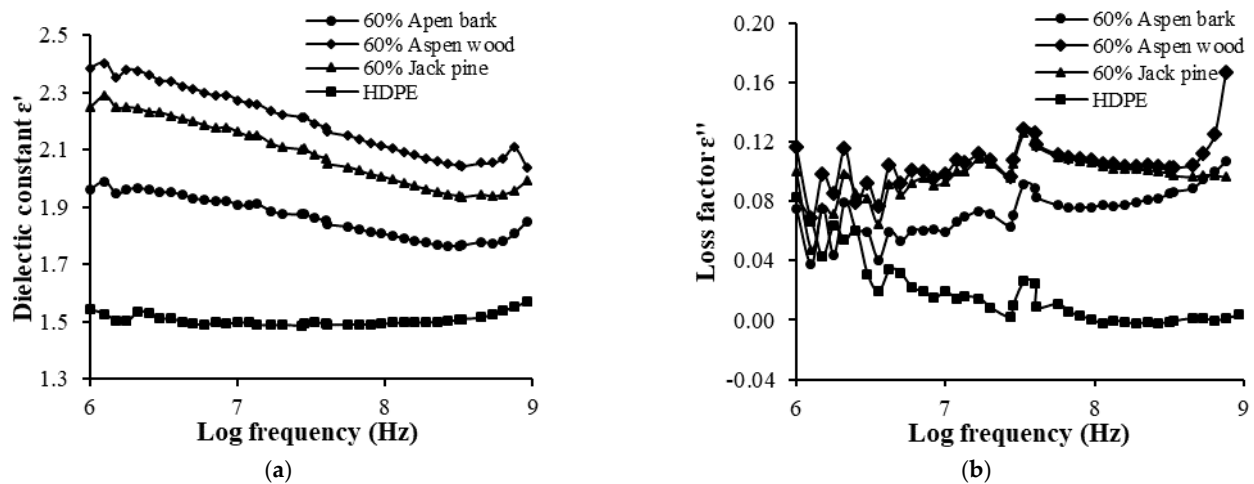 60% Apen bark
60% Aspen wood
60% Jack pine
HDPE
Dielectic constant ε'
2.5
2.3
2.1
1.9
1.7
1.5
1.3
6
7
8
9
Log frequency (Hz)
(a)
60% Aspen bark
60% Aspen wood
60% Jack pine
HDPE
Loss factor ε''
0.20
0.16
0.12
0.08
0.04
0.00
-0.04
6
7
8
9
Log frequency (Hz)
(b)